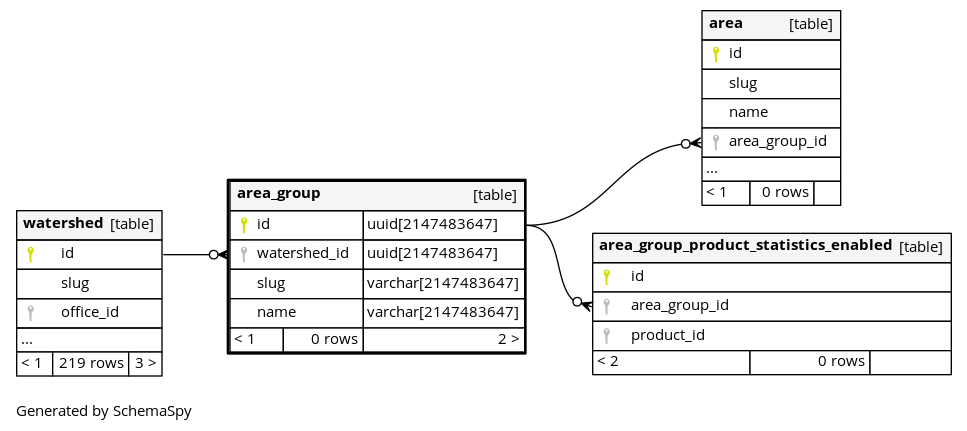 area [table]
id
slug
name
area_group_id
...
< 1 0 rows
area_group [table]
id uuid[2147483647]
watershed_id uuid[2147483647]
slug varchar[2147483647]
name varchar[2147483647]
< 1 0 rows 2 >
watershed [table]
id
slug
office_id
...
< 1 219 rows 3 >
area_group_product_statistics_enabled [table]
id
area_group_id
product_id
< 2 0 rows
Generated by SchemaSpy